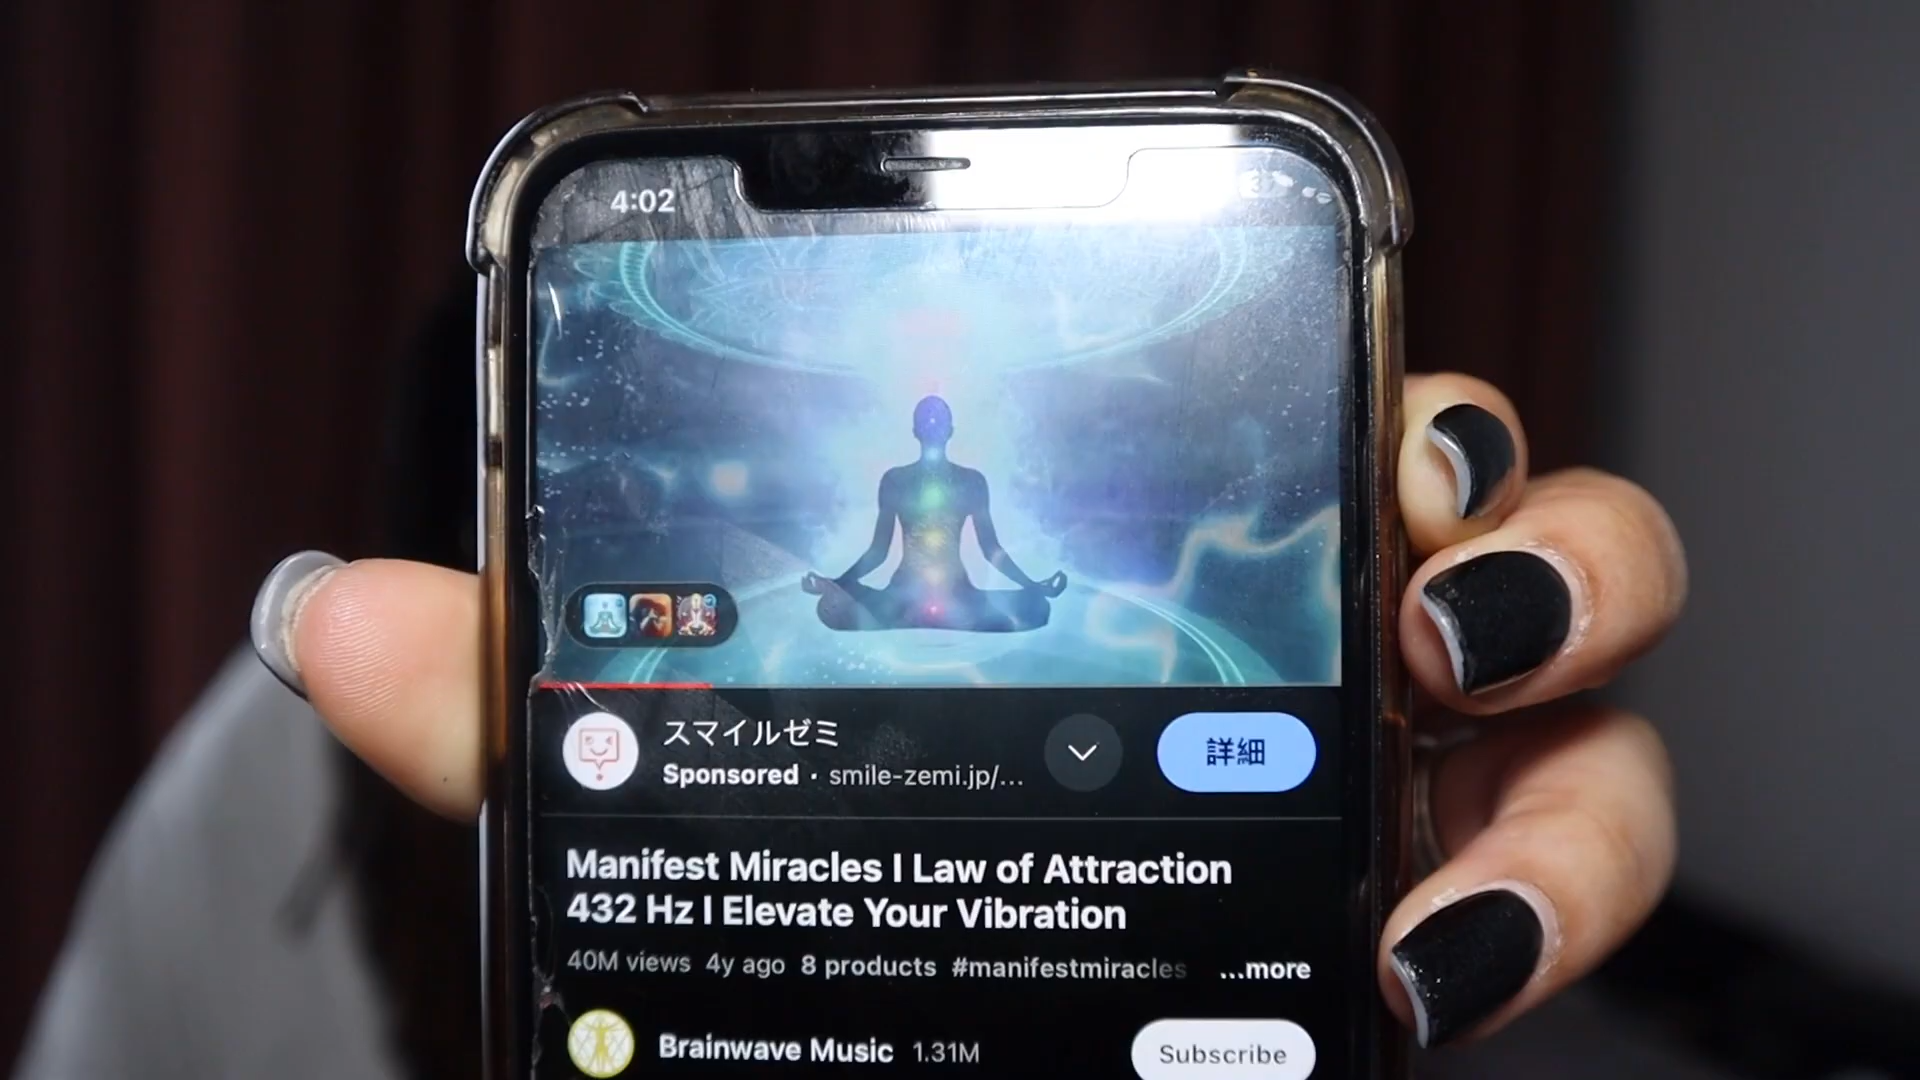 4:02
スマイルゼミ
Sponsored · smile-zemi.jp/...
詳細
Manifest Miracles I Law of Attraction
432 Hz I Elevate Your Vibration
40M views 4y ago 8 products #manifestmiracles ...more
Brainwave Music 1.31M
Subscribe